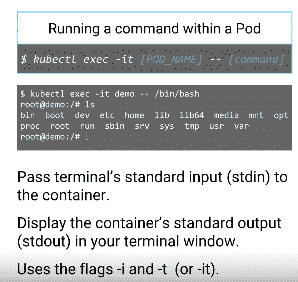 Running a command within a Pod
$ kubectl exec -it [POD_NAME] -- [command]
$ kubectl exec -it demo -- /bin/bash
root@demo:/# ls
bin boot dev etc home lib lib64 media mnt opt
proc root run sbin srv sys tmp usr var
root@demo:/#
Pass terminal's standard input (stdin) to
the container.
Display the container's standard output
(stdout) in your terminal window.
Uses the flags -i and -t (or -it).